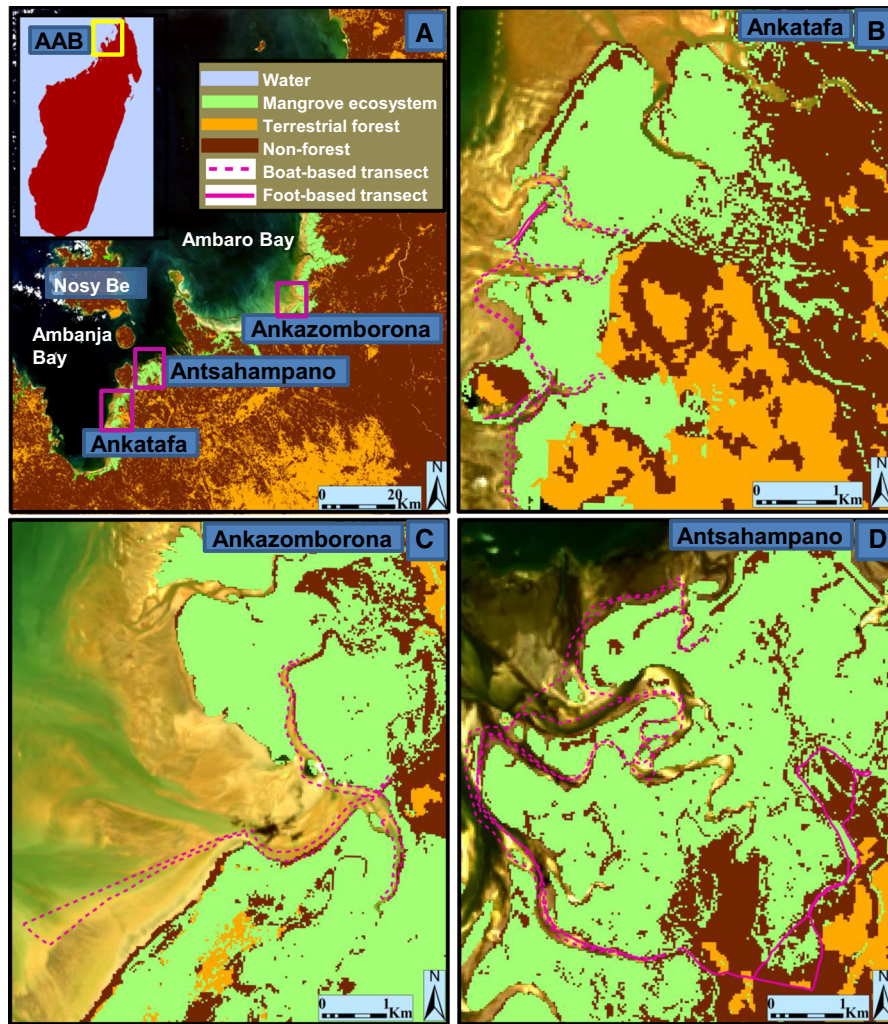 AAB
A
Water
Mangrove ecosystem
Terrestrial forest
Non-forest
Boat-based transect
Foot-based transect
Ambaro Bay
Nosy Be
Ankazomborona
Ambanja
Bay
Antsahampano
Ankatafa
0 20
Km
N
Ankatafa
B
0 1
Km
N
Ankazomborona
C
0 1
Km
N
Antsahampano
D
0 1
Km
N